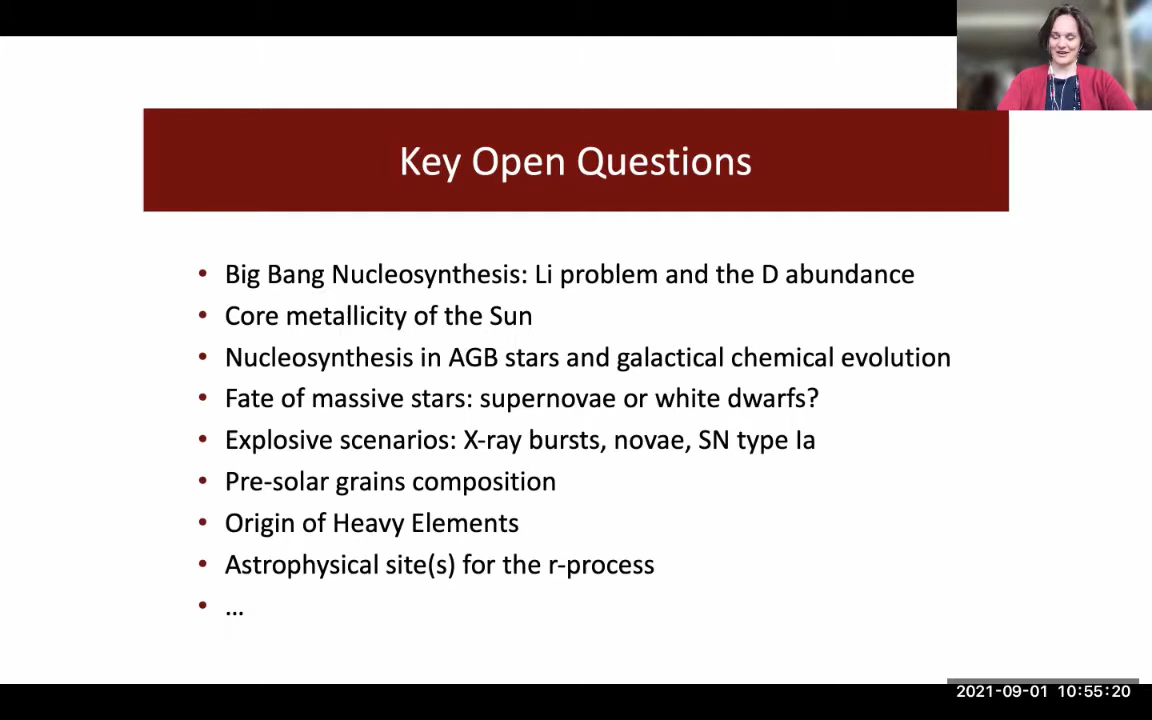 Key Open Questions
• Big Bang Nucleosynthesis: Li problem and the D abundance
• Core metallicity of the Sun
• Nucleosynthesis in AGB stars and galactical chemical evolution
• Fate of massive stars: supernovae or white dwarfs?
• Explosive scenarios: X-ray bursts, novae, SN type Ia
• Pre-solar grains composition
• Origin of Heavy Elements
• Astrophysical site(s) for the r-process
• ...
2021-09-01 10:55:20